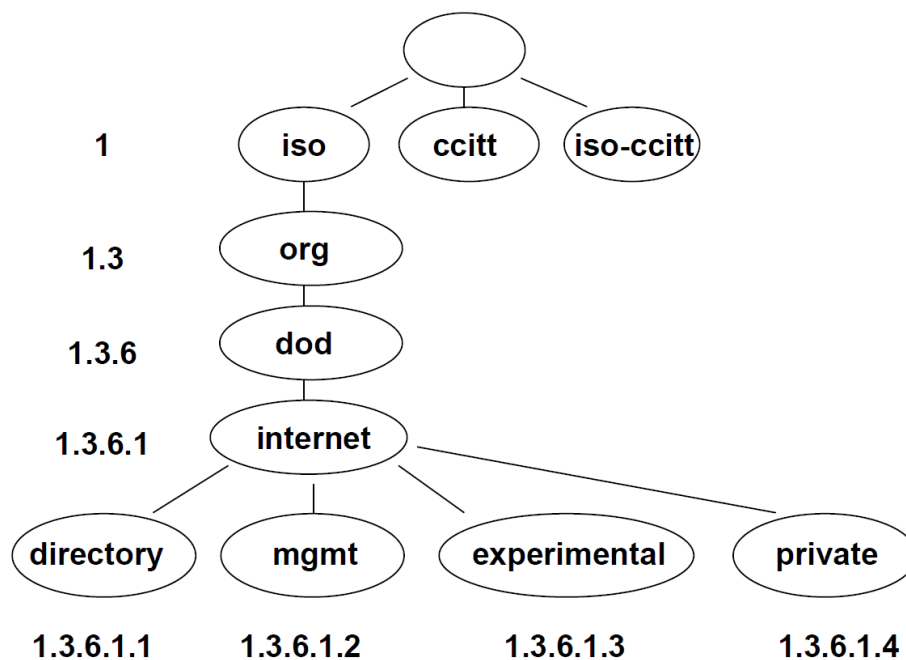 1 iso ccitt iso-ccitt
1.3 org
1.3.6 dod
1.3.6.1 internet
directory mgmt experimental private
1.3.6.1.1 1.3.6.1.2 1.3.6.1.3 1.3.6.1.4